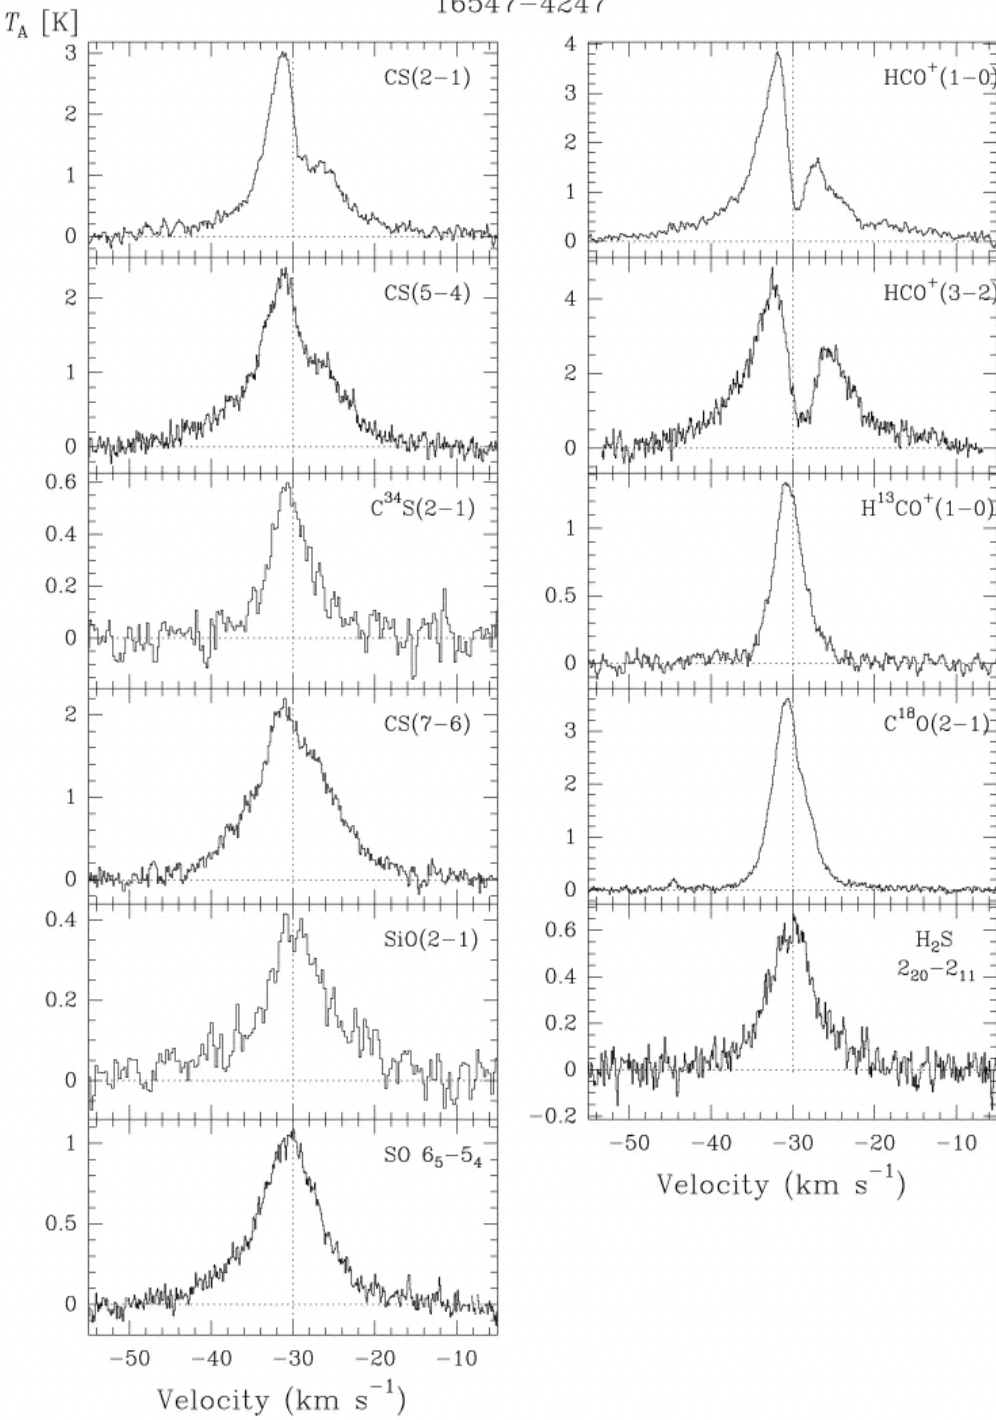 16547−4247
T_A [K]
CS(2−1)
3
2
1
0
CS(5−4)
2
1
0
C³⁴S(2−1)
0.6
0.4
0.2
0
CS(7−6)
2
1
0
SiO(2−1)
0.4
0.2
0
SO 6₅−5₄
1
0.5
0
−50 −40 −30 −20 −10
Velocity (km s⁻¹)
HCO⁺(1−0)
4
3
2
1
0
HCO⁺(3−2)
4
2
0
H¹³CO⁺(1−0)
1
0.5
0
C¹⁸O(2−1)
3
2
1
0
H₂S
2₂₀−2₁₁
0.6
0.4
0.2
0
−0.2
−50 −40 −30 −20 −10
Velocity (km s⁻¹)